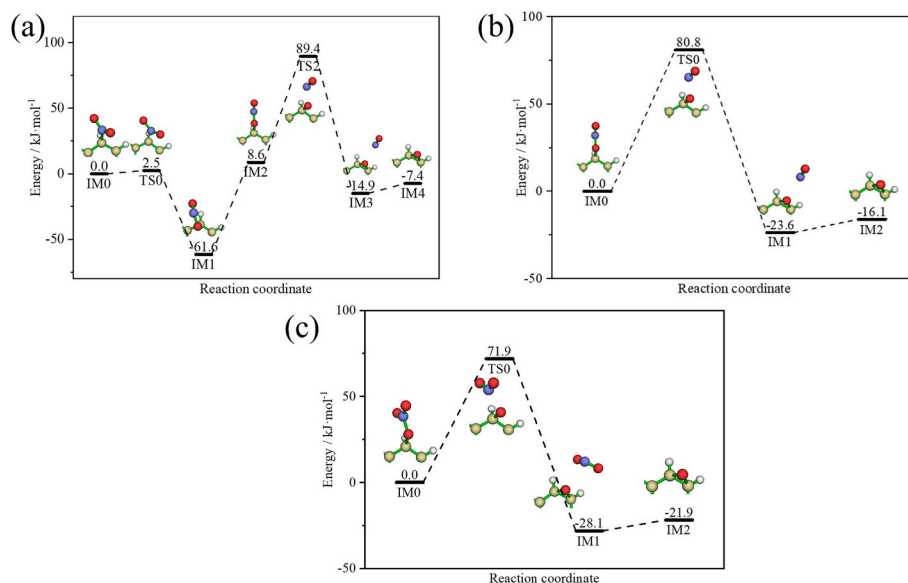 (a)
100
50
0
-50
Energy / kJ·mol⁻¹
0.0
IM0
2.5
TS0
-61.6
IM1
8.6
IM2
89.4
TS2
-14.9
IM3
-7.4
IM4
Reaction coordinate
(b)
100
50
0
-50
Energy / kJ·mol⁻¹
0.0
IM0
80.8
TS0
-23.6
IM1
-16.1
IM2
Reaction coordinate
(c)
100
50
0
-50
Energy / kJ·mol⁻¹
0.0
IM0
71.9
TS0
-28.1
IM1
-21.9
IM2
Reaction coordinate